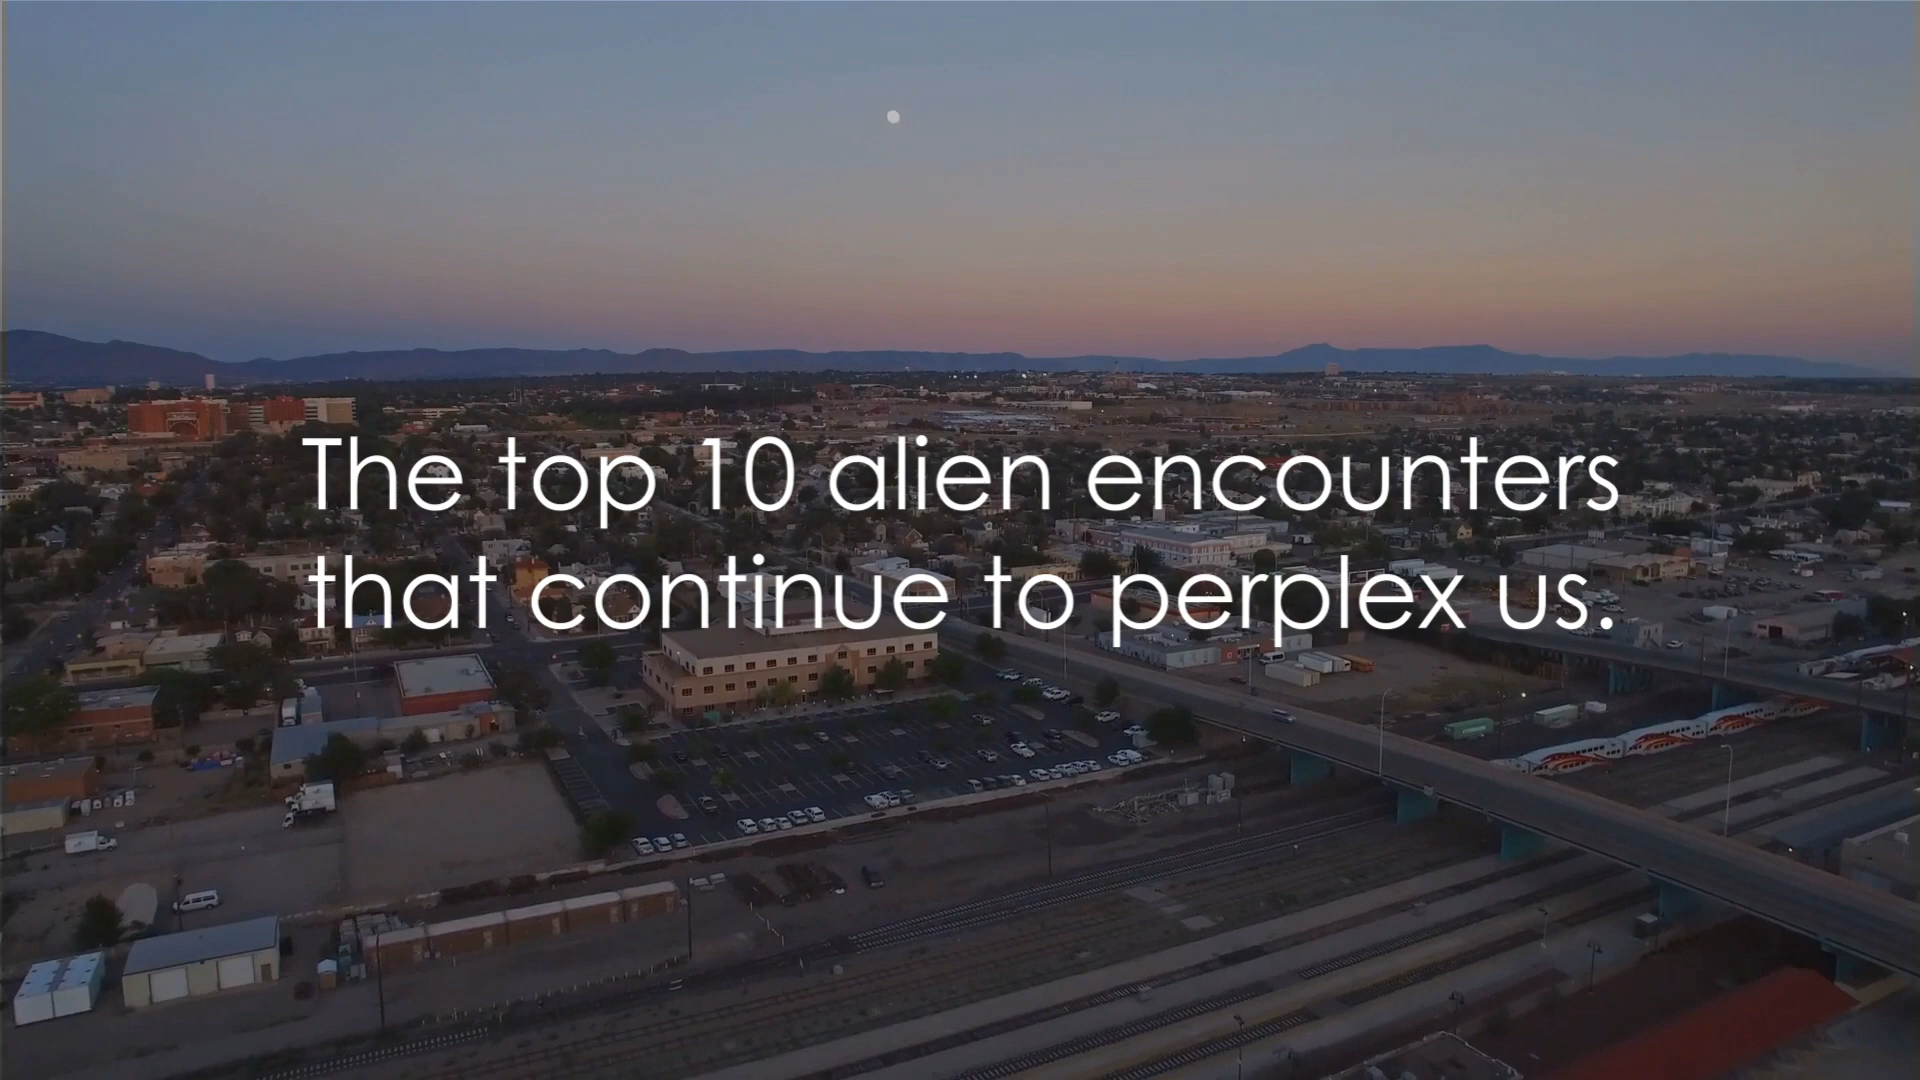 The top 10 alien encounters
that continue to perplex us.